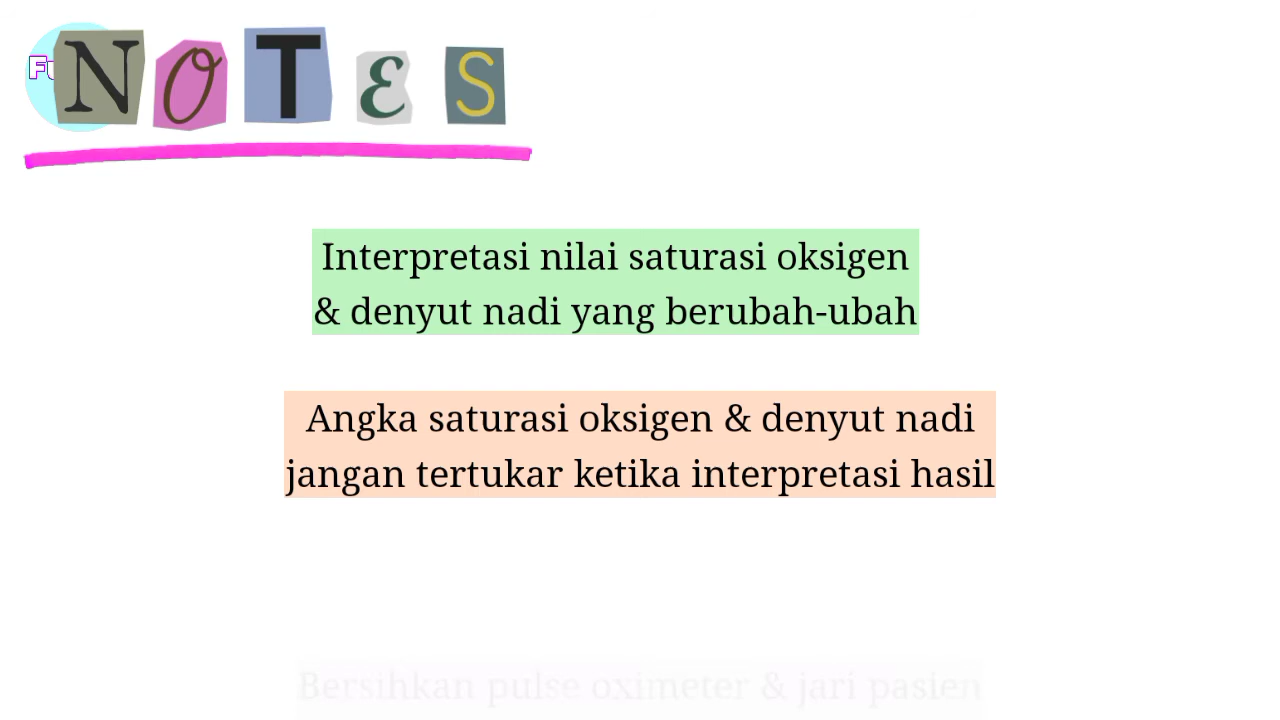 NOTES
Interpretasi nilai saturasi oksigen
& denyut nadi yang berubah-ubah
Angka saturasi oksigen & denyut nadi
jangan tertukar ketika interpretasi hasil
Bersihkan pulse oximeter & jari pasien